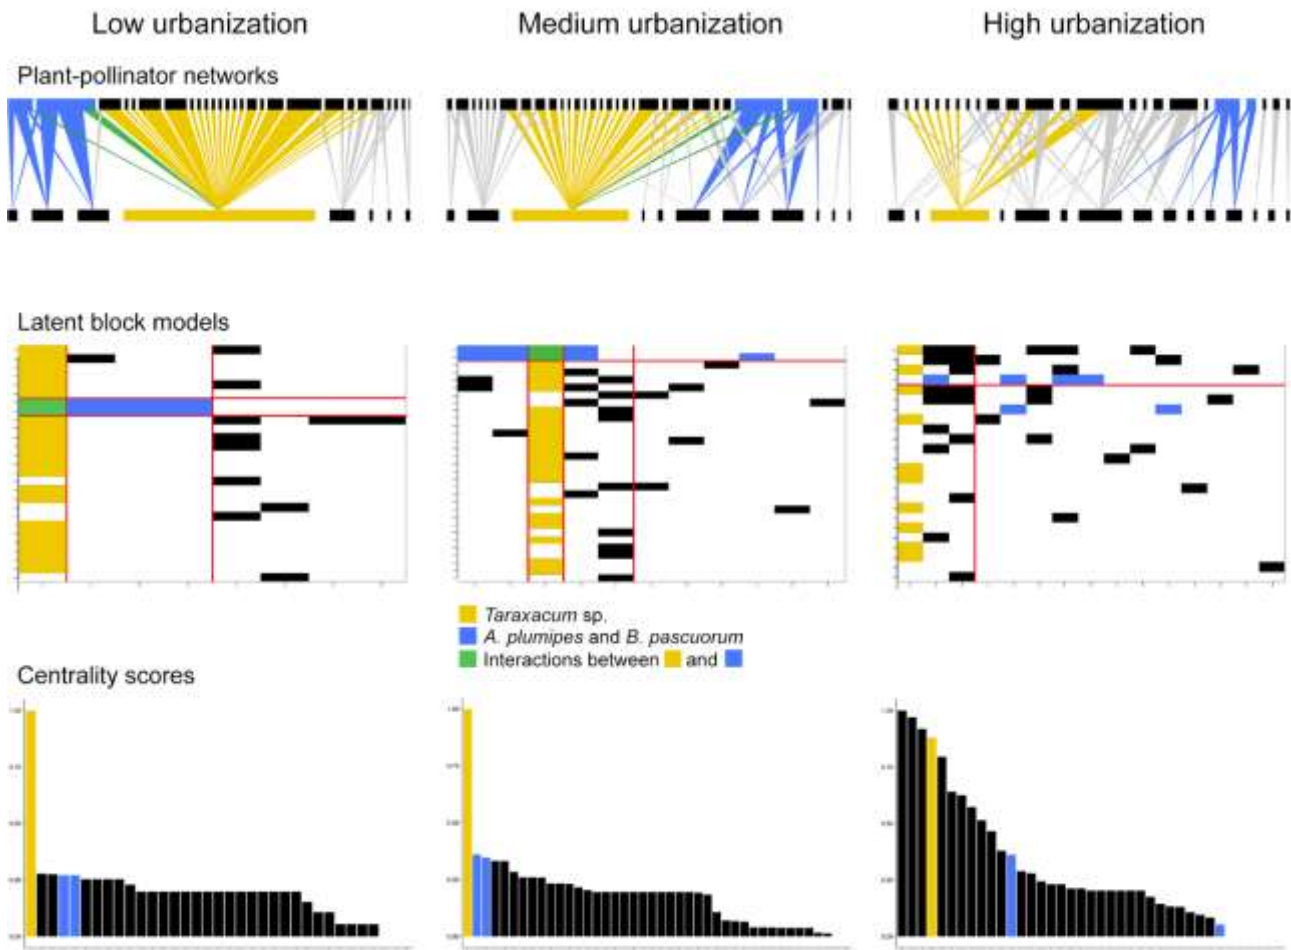 Low urbanization
Medium urbanization
High urbanization
Plant-pollinator networks
Latent block models
Taraxacum sp.
A. plumipes and B. pascuorum
Interactions between and
Centrality scores